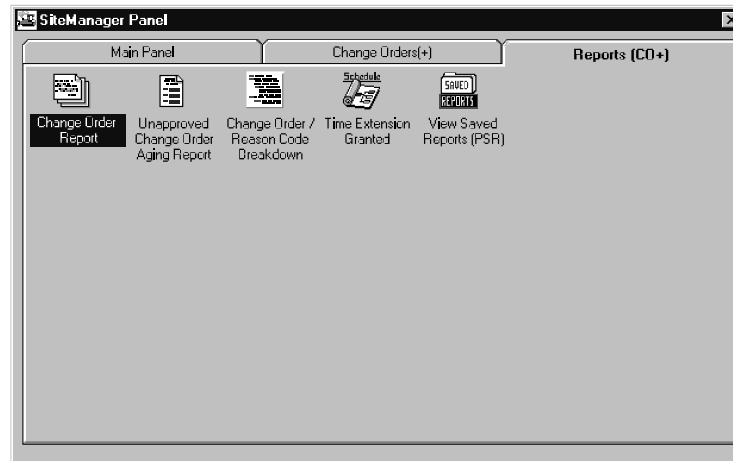 SiteManager Panel
Main Panel
Change Orders(+)
Reports (CO+)
Schedule
SAVED
REPORTS
Change Order
Report
Unapproved
Change Order
Aging Report
Change Order /
Reason Code
Breakdown
Time Extension
Granted
View Saved
Reports (PSR)